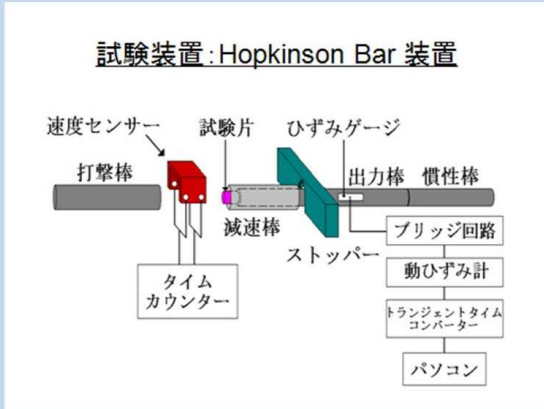 試験装置：Hopkinson Bar 装置
速度センサー
試験片
ひずみゲージ
打撃棒
出力棒
慣性棒
減速棒
ストッパー
ブリッジ回路
タイム
カウンター
動ひずみ計
トランジェントタイム
コンバーター
パソコン